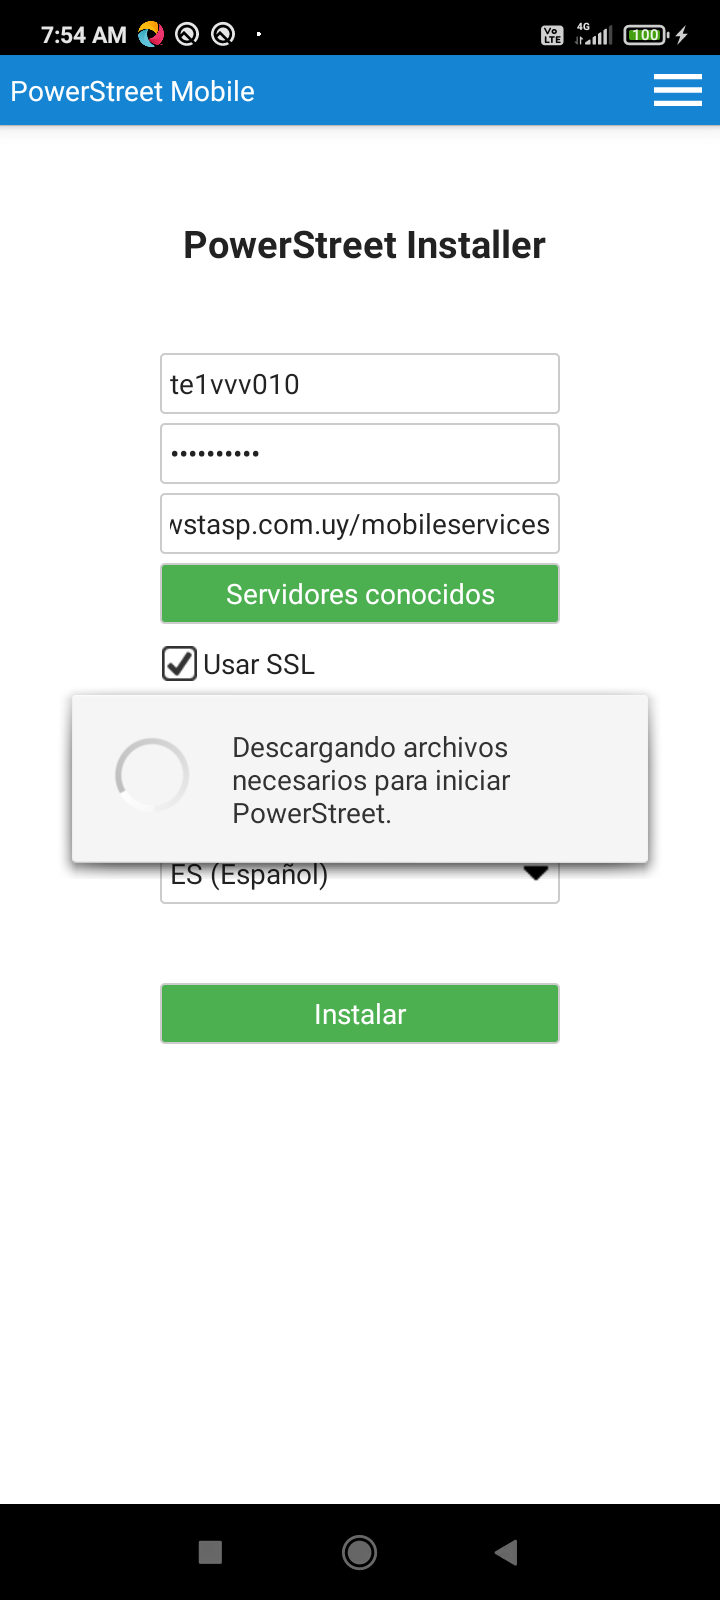 7:54 AM
Vo LTE
4G
100
PowerStreet Mobile
PowerStreet Installer
te1vvv010
••••••••••
wstasp.com.uy/mobileservices
Servidores conocidos
Usar SSL
Descargando archivos
necesarios para iniciar
PowerStreet.
ES (Español)
Instalar